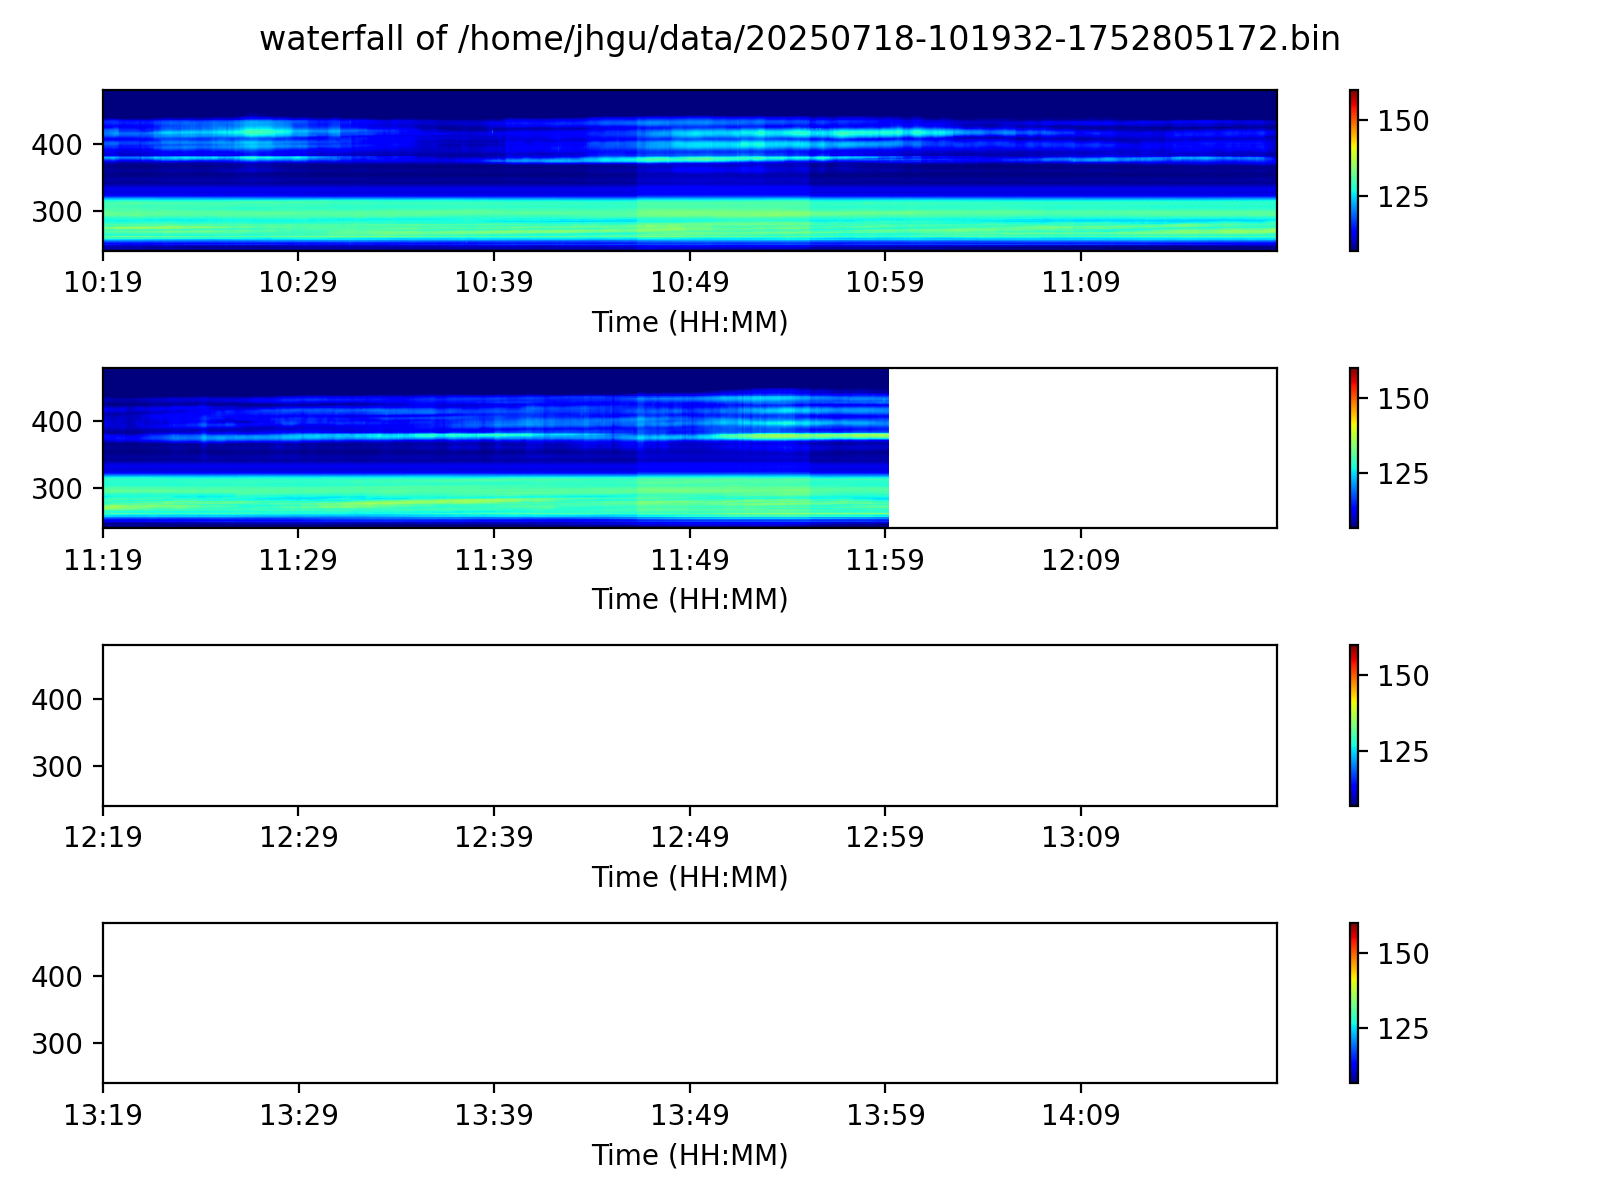 waterfall of /home/jhgu/data/20250718-101932-1752805172.bin
400
300
150
125
10:19 10:29 10:39 10:49 10:59 11:09
Time (HH:MM)
400
300
150
125
11:19 11:29 11:39 11:49 11:59 12:09
Time (HH:MM)
400
300
150
125
12:19 12:29 12:39 12:49 12:59 13:09
Time (HH:MM)
400
300
150
125
13:19 13:29 13:39 13:49 13:59 14:09
Time (HH:MM)